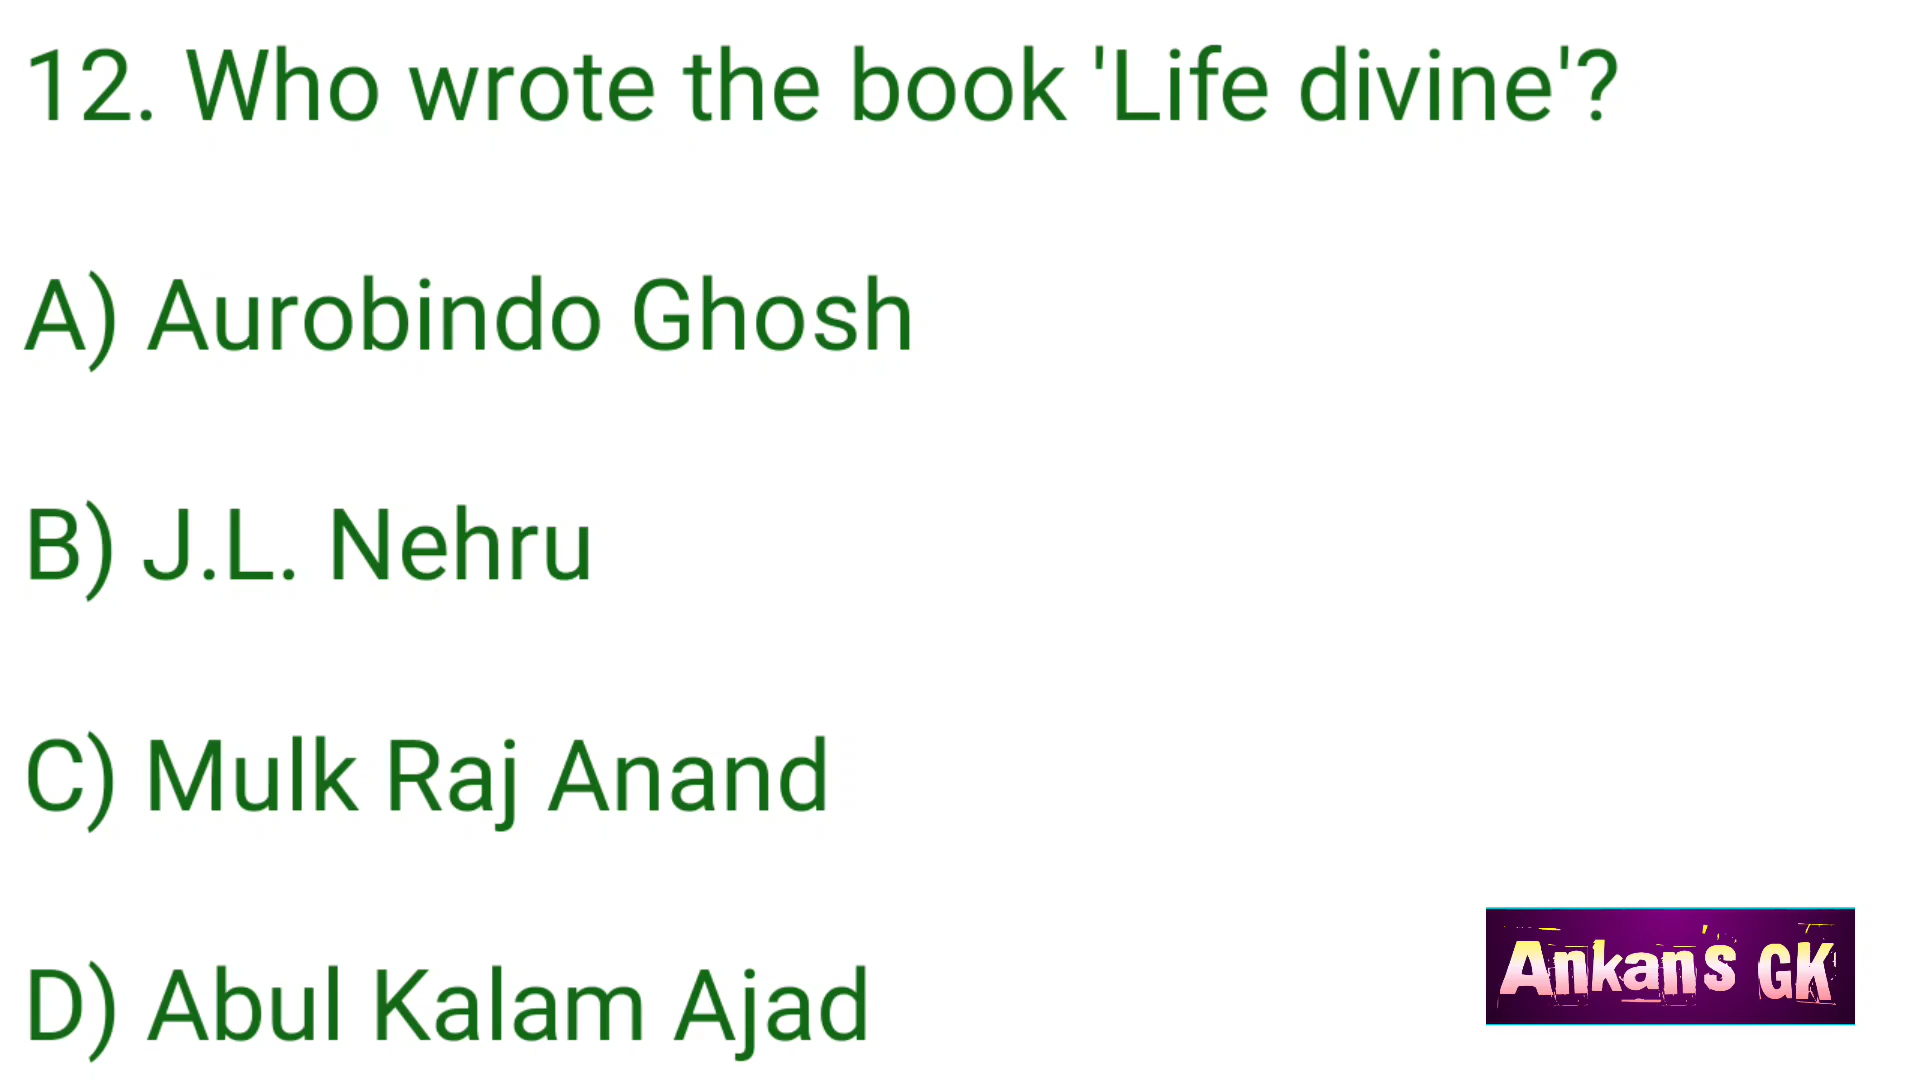 12. Who wrote the book 'Life divine'?
A) Aurobindo Ghosh
B) J.L. Nehru
C) Mulk Raj Anand
D) Abul Kalam Ajad
Ankan's GK